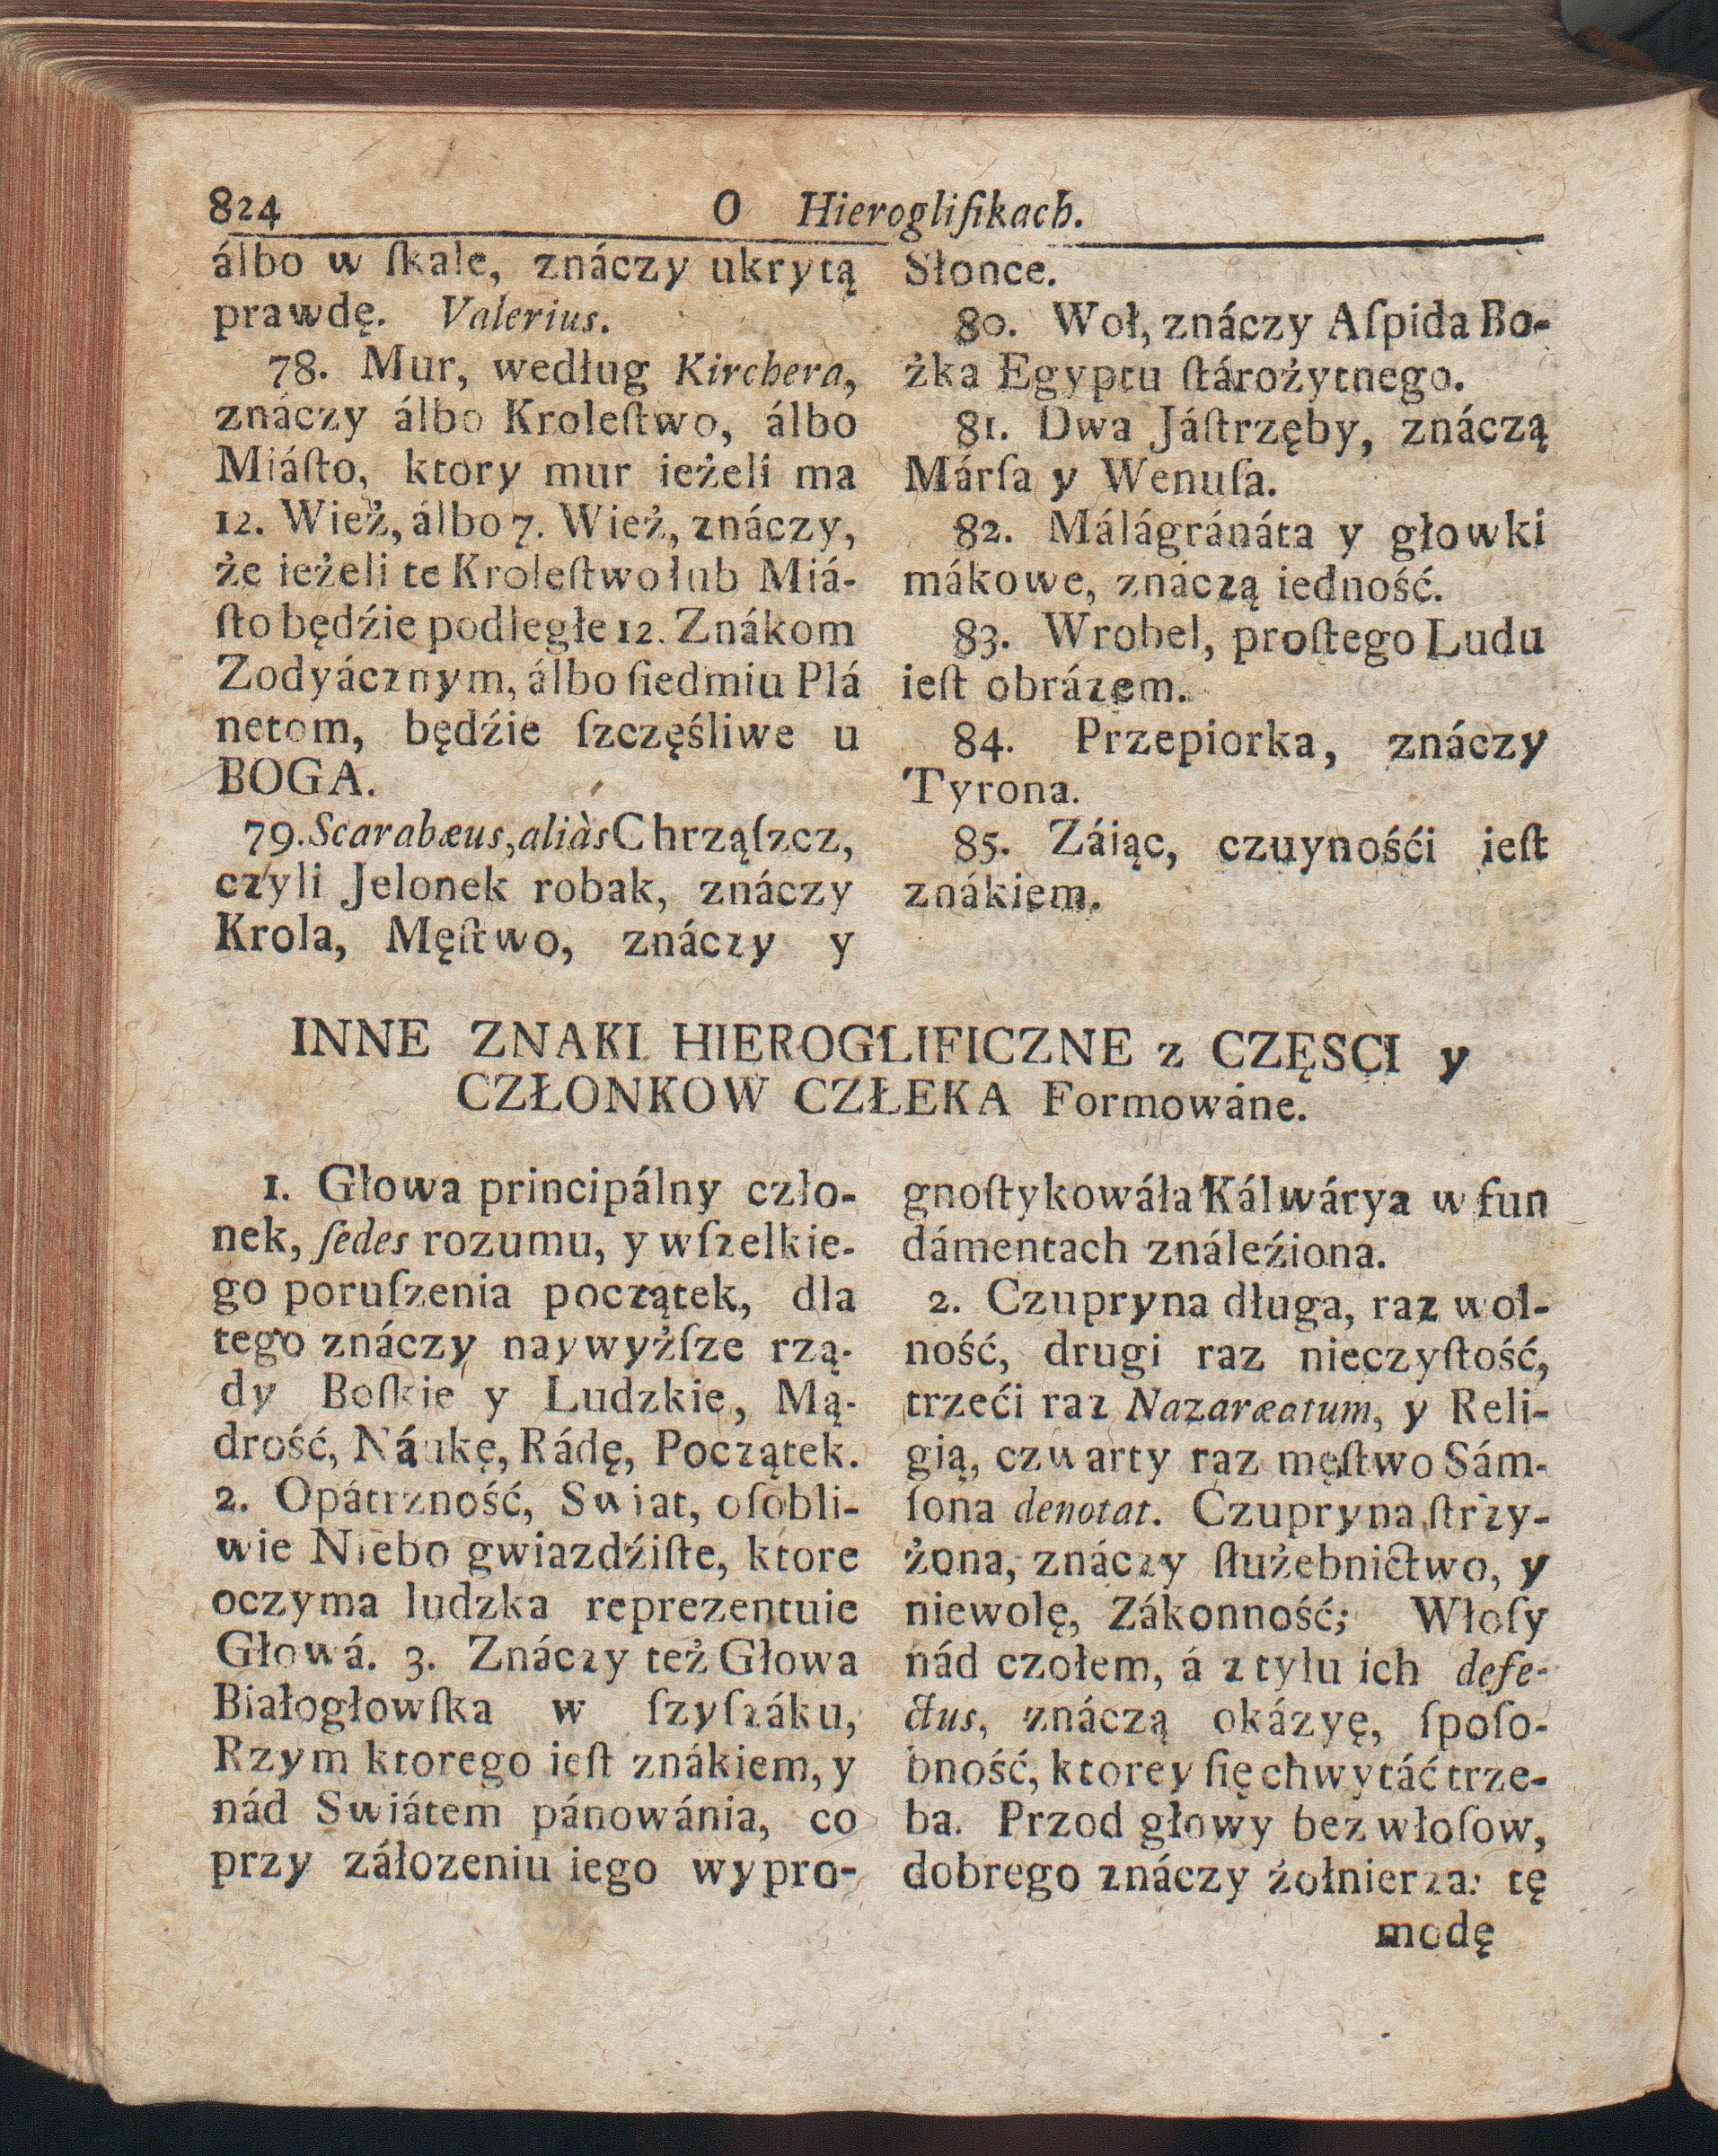 824 O Hieroglifikach.
álbo w ſkale, znáczy ukrytą
prawdę. Valerius.
78. Mur, według Kirchera,
znáczy álbo Kroleſtwo, álbo
Miáſto, ktory mur ieżeli ma
12. Wież, álbo 7. Wież, znáczy,
że ieżeli te Kroleſtwo łub Miá-
ſto będźie podległe 12. Znákom
Zodyácznym, álbo ſiedmiu Plá
netom, będźie ſzczęśliwe u
BOGA.
79. Scarabæus, aliàs Chrząſzcz,
czyli Jelonek robak, znáczy
Krola, Męſtwo, znáczy y
Słonce.
80. Woł, znáczy Aſpida Bo-
żka Egyptu ſtárożytnego.
81. Dwa Jáſtrzęby, znáczą
Márſa y Wenuſa.
82. Málágránáta y głowki
mákowe, znáczą iedność.
83. Wrobel, proſtego Ludu
ieſt obrázem.
84. Przepiorka, znáczy
Tyrona.
85. Záiąc, czuynośći ieſt
znákiem.
INNE ZNAKI HIEROGLIFICZNE z CZĘSCI y
CZŁONKOW CZŁEKA Formowáne.
1. Głowa principálny czło-
nek, ſedes rozumu, y wſzelkie-
go poruſzenia początek, dla
tego znáczy naywyżſze rzą-
dy Boſkie y Ludzkie, Mą-
drość, Náukę, Rádę, Początek.
2. Opátrzność, Swiat, oſobli-
wie Niebo gwiazdźiſte, ktore
oczyma ludzka reprezentuie
Głowá. 3. Znáczy też Głowa
Białogłowſka w ſzyſzáku,
Rzym ktorego ieſt znákiem, y
nád Swiátem pánowánia, co
przy záłozeniu iego wypro-
gnoſtykowáła Kálwárya w fun
dámentach ználeźiona.
2. Czupryna długa, raz wol-
ność, drugi raz nieczyſtość,
trzeći raz Nazaræatum, y Reli-
gią, czwarty raz męſtwo Sám-
ſona denotat. Czupryna ſtrzy-
żona, znáczy ſłużebnictwo, y
niewolę, Zákonność; Włoſy
nád czołem, á z tyłu ich defe-
ctus, znáczą okázyę, ſpoſo-
bność, ktorey ſię chwytáć trze-
ba. Przod głowy bez włoſow,
dobrego znáczy żołnierza: tę
modę